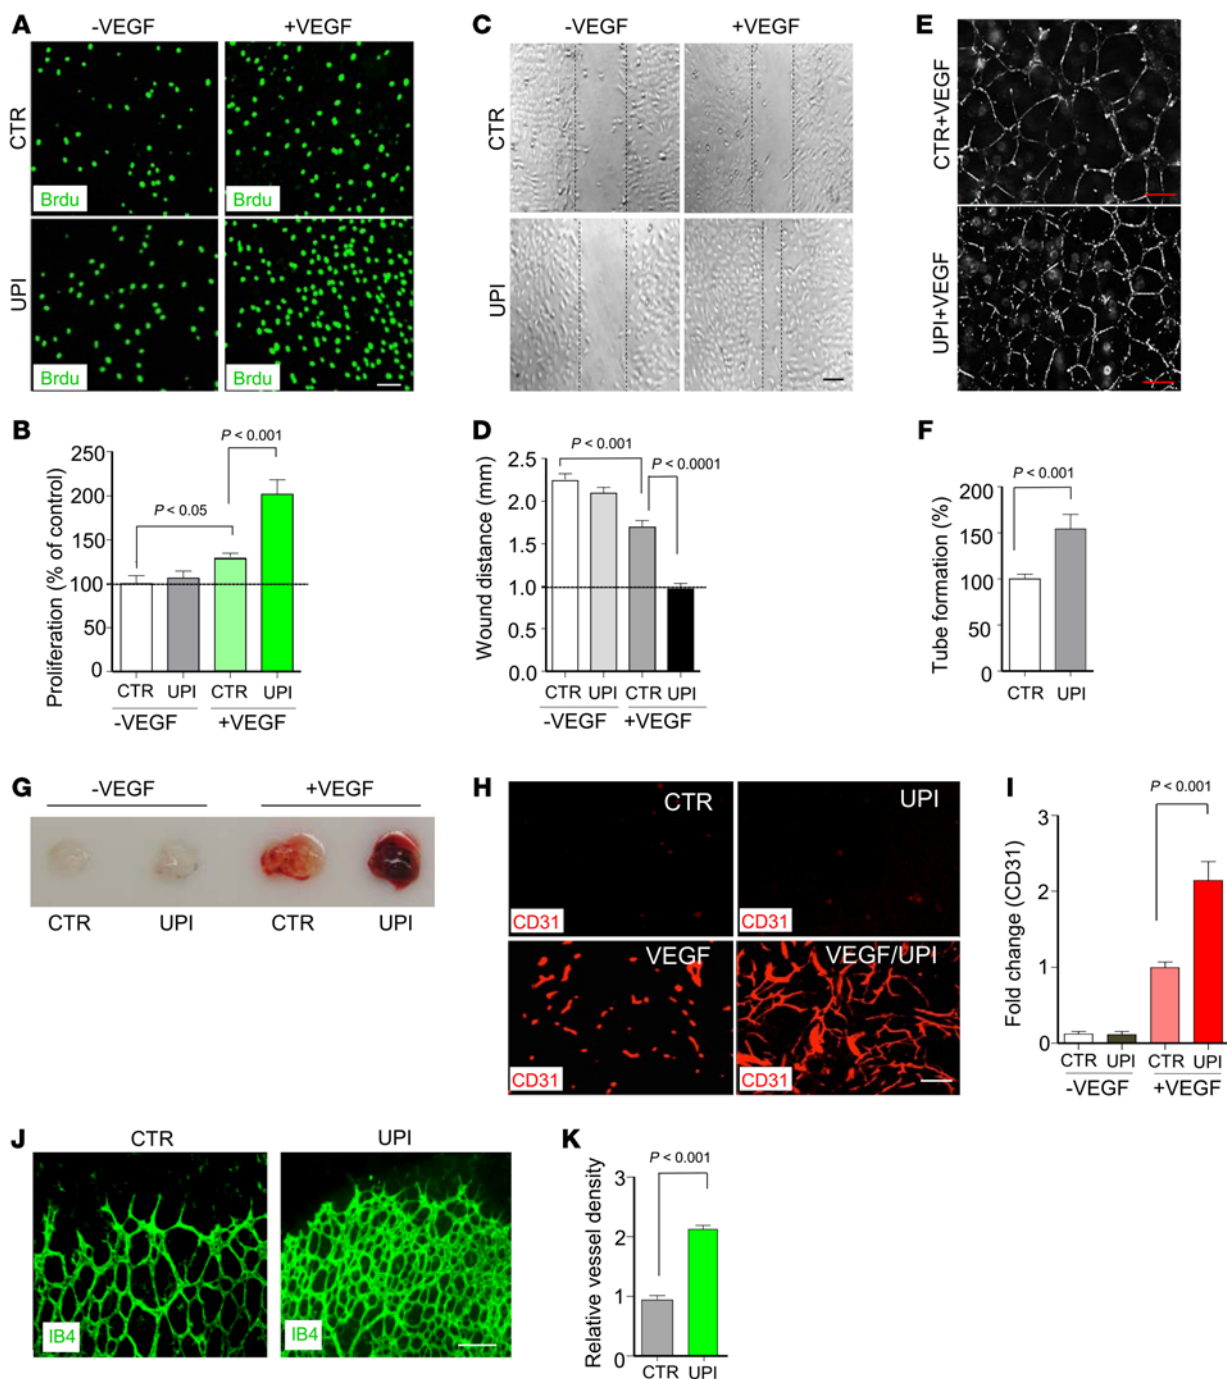 A
-VEGF
+VEGF
CTR
Brdu
Brdu
UPI
Brdu
Brdu
B
Proliferation (% of control)
250
200
150
100
50
0
P < 0.001
P < 0.05
CTR
UPI
CTR
UPI
-VEGF
+VEGF
C
-VEGF
+VEGF
CTR
UPI
D
Wound distance (mm)
2.5
2.0
1.0
1.0
0.5
0.0
P < 0.001
P < 0.0001
CTR
UPI
CTR
UPI
-VEGF
+VEGF
E
CTR+VEGF
UPI+VEGF
F
Tube formation (%)
200
150
100
50
0
P < 0.001
CTR
UPI
G
-VEGF
+VEGF
CTR
UPI
CTR
UPI
H
CTR
UPI
CD31
CD31
VEGF
VEGF/UPI
CD31
CD31
I
Fold change (CD31)
3
2
1
0
P < 0.001
CTR
UPI
CTR
UPI
-VEGF
+VEGF
J
CTR
UPI
IB4
IB4
K
Relative vessel density
3
2
1
0
P < 0.001
CTR
UPI